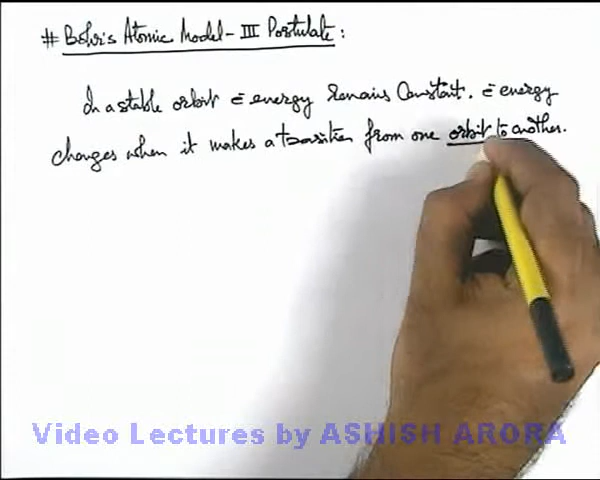 # Bohr's Atomic Model - III Postulate :
In a stable orbit ē energy remains Constant. ē energy
changes when it makes a transition from one orbit to another.
Video Lectures by ASHISH ARORA